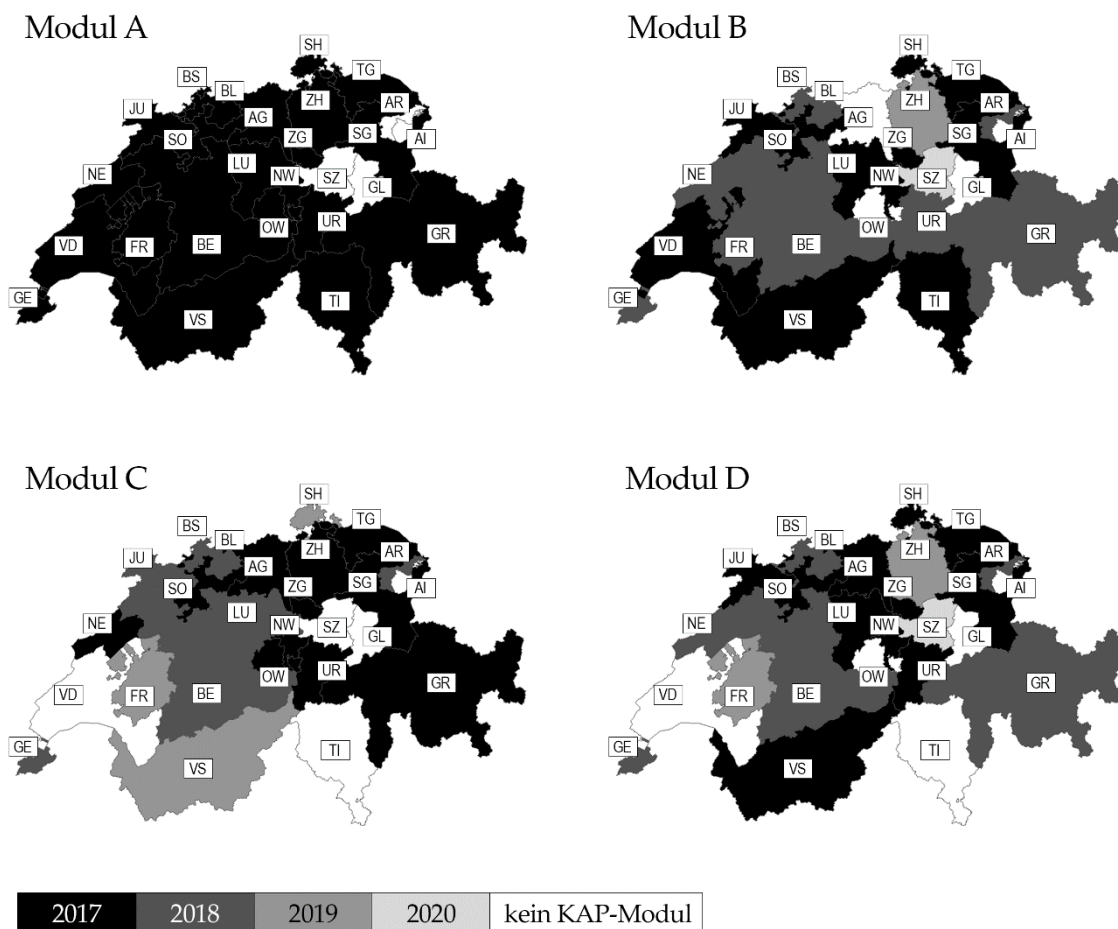 Modul A
SH
TG
BS
BL
ZH
AR
JU
AG
SO
ZG
SG
AI
LU
NE
NW
SZ
GL
UR
OW
GR
VD
FR
BE
GE
TI
VS
Modul B
SH
TG
BS
BL
ZH
AR
JU
AG
SO
ZG
SG
AI
LU
NE
NW
SZ
GL
UR
OW
GR
VD
FR
BE
GE
TI
VS
Modul C
SH
TG
BS
BL
ZH
AR
JU
AG
SO
ZG
SG
AI
LU
NE
NW
SZ
GL
UR
OW
GR
VD
FR
BE
GE
TI
VS
Modul D
SH
TG
BS
BL
ZH
AR
JU
AG
SO
ZG
SG
AI
LU
NE
NW
SZ
GL
UR
OW
GR
VD
FR
BE
GE
TI
VS
2017 2018 2019 2020 kein KAP-Modul